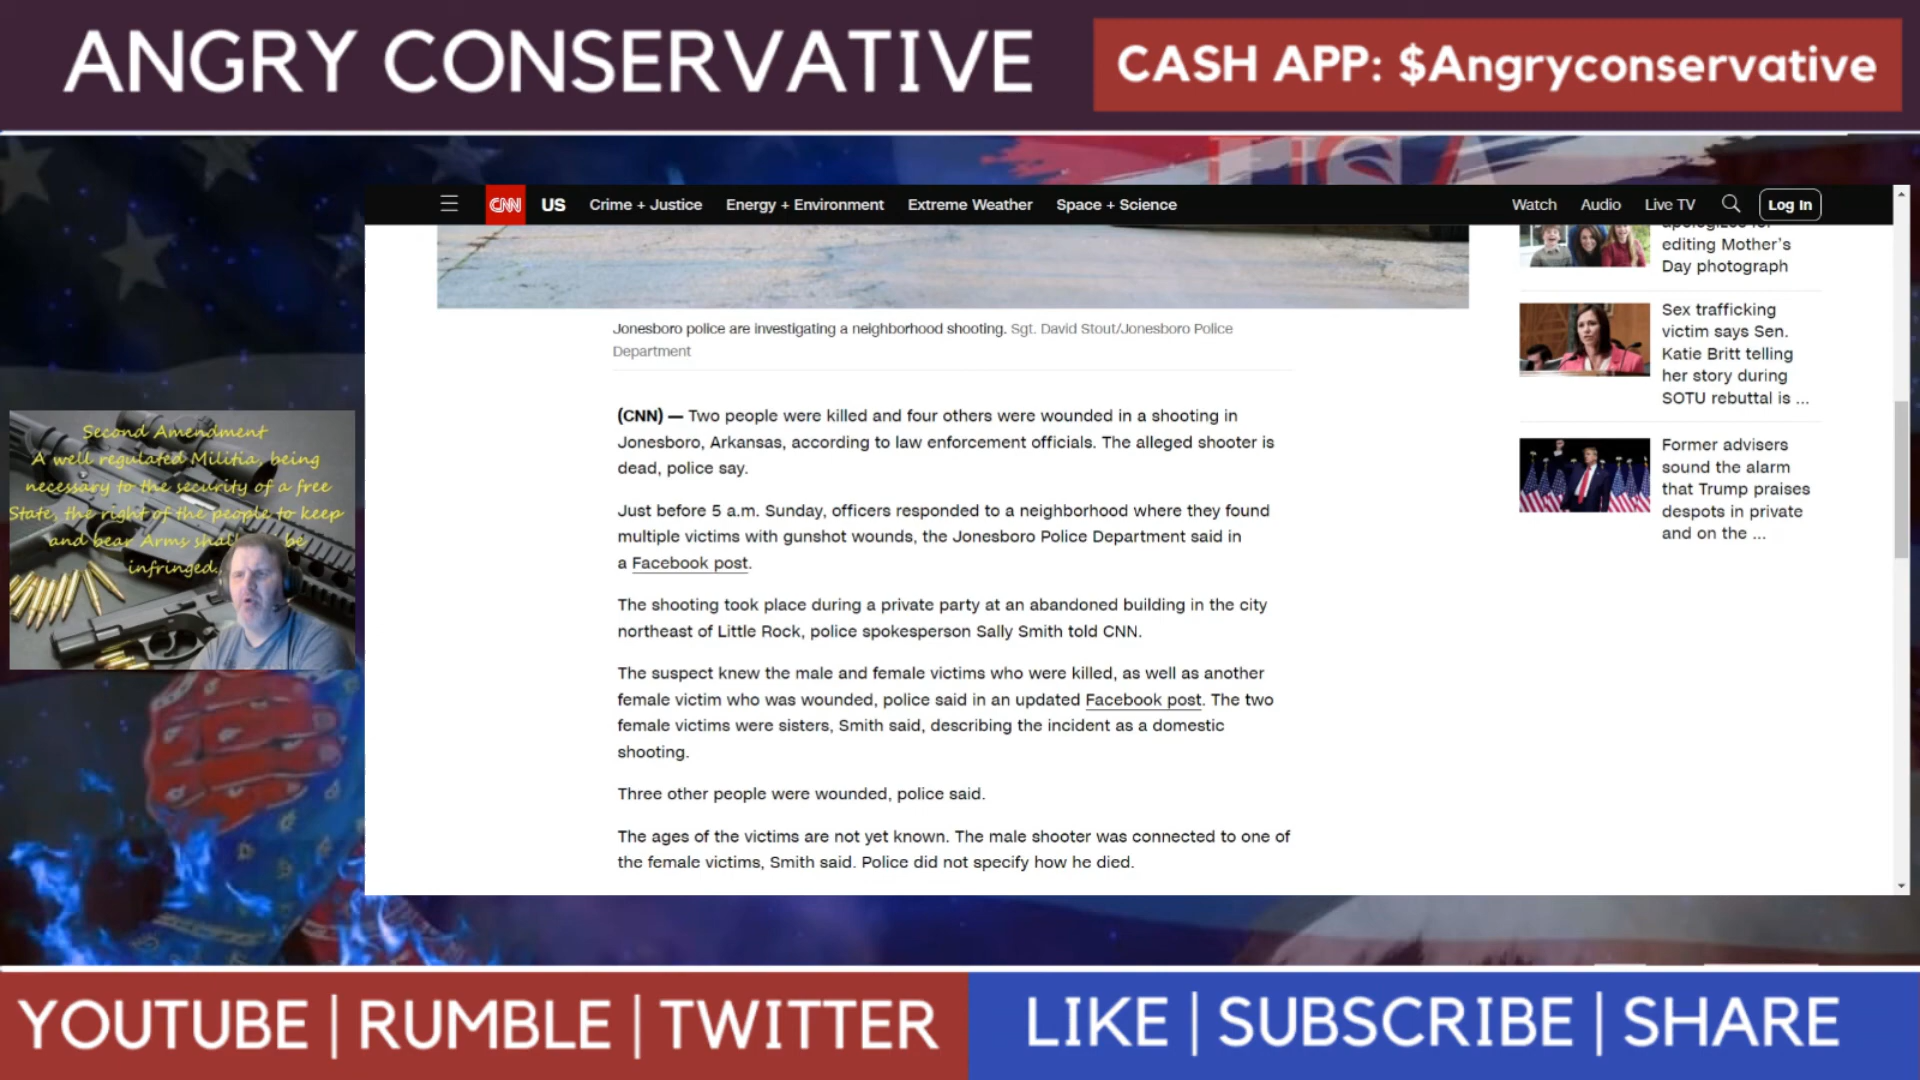 ANGRY CONSERVATIVE
CASH APP: $Angryconservative
USA
CNN US Crime + Justice Energy + Environment Extreme Weather Space + Science Watch Audio Live TV Log In
editing Mother's
Day photograph
Sex trafficking
victim says Sen.
Katie Britt telling
her story during
SOTU rebuttal is ...
Former advisers
sound the alarm
that Trump praises
despots in private
and on the ...
Jonesboro police are investigating a neighborhood shooting. Sgt. David Stout/Jonesboro Police
Department
(CNN) — Two people were killed and four others were wounded in a shooting in
Jonesboro, Arkansas, according to law enforcement officials. The alleged shooter is
dead, police say.
Just before 5 a.m. Sunday, officers responded to a neighborhood where they found
multiple victims with gunshot wounds, the Jonesboro Police Department said in
a Facebook post.
The shooting took place during a private party at an abandoned building in the city
northeast of Little Rock, police spokesperson Sally Smith told CNN.
The suspect knew the male and female victims who were killed, as well as another
female victim who was wounded, police said in an updated Facebook post. The two
female victims were sisters, Smith said, describing the incident as a domestic
shooting.
Three other people were wounded, police said.
The ages of the victims are not yet known. The male shooter was connected to one of
the female victims, Smith said. Police did not specify how he died.
Second Amendment
A well regulated Militia, being
necessary to the security of a free
State, the right of the people to keep
and bear Arms shall be
infringed.
YOUTUBE | RUMBLE | TWITTER
LIKE | SUBSCRIBE | SHARE